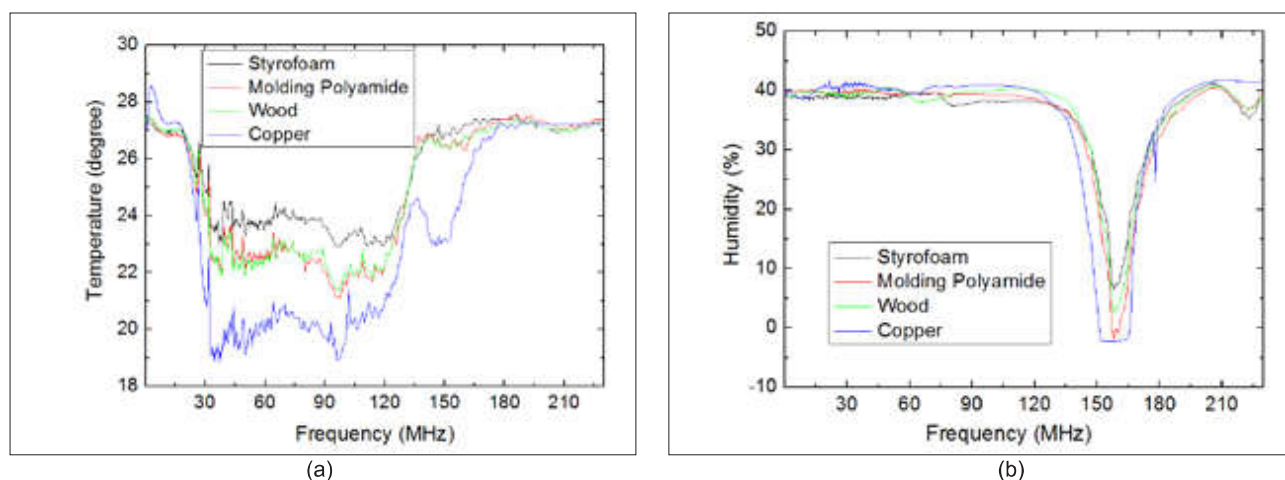 30
28
26
24
22
20
18
Temperature (degree)
Styrofoam
Molding Polyamide
Wood
Copper
30 60 90 120 150 180 210
Frequency (MHz)
(a)
50
40
30
20
10
0
-10
Humidity (%)
Styrofoam
Molding Polyamide
Wood
Copper
30 60 90 120 150 180 210
Frequency (MHz)
(b)